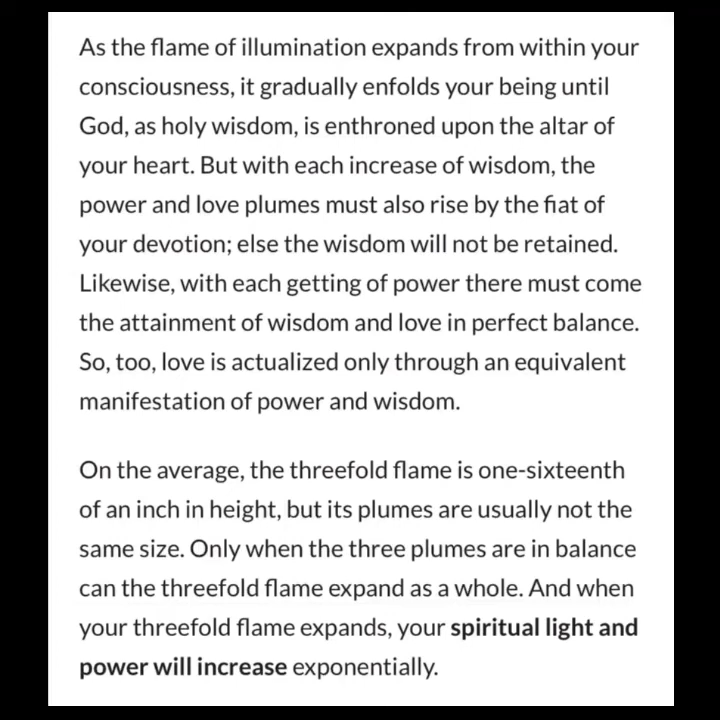 As the flame of illumination expands from within your
consciousness, it gradually enfolds your being until
God, as holy wisdom, is enthroned upon the altar of
your heart. But with each increase of wisdom, the
power and love plumes must also rise by the fiat of
your devotion; else the wisdom will not be retained.
Likewise, with each getting of power there must come
the attainment of wisdom and love in perfect balance.
So, too, love is actualized only through an equivalent
manifestation of power and wisdom.
On the average, the threefold flame is one-sixteenth
of an inch in height, but its plumes are usually not the
same size. Only when the three plumes are in balance
can the threefold flame expand as a whole. And when
your threefold flame expands, your spiritual light and
power will increase exponentially.